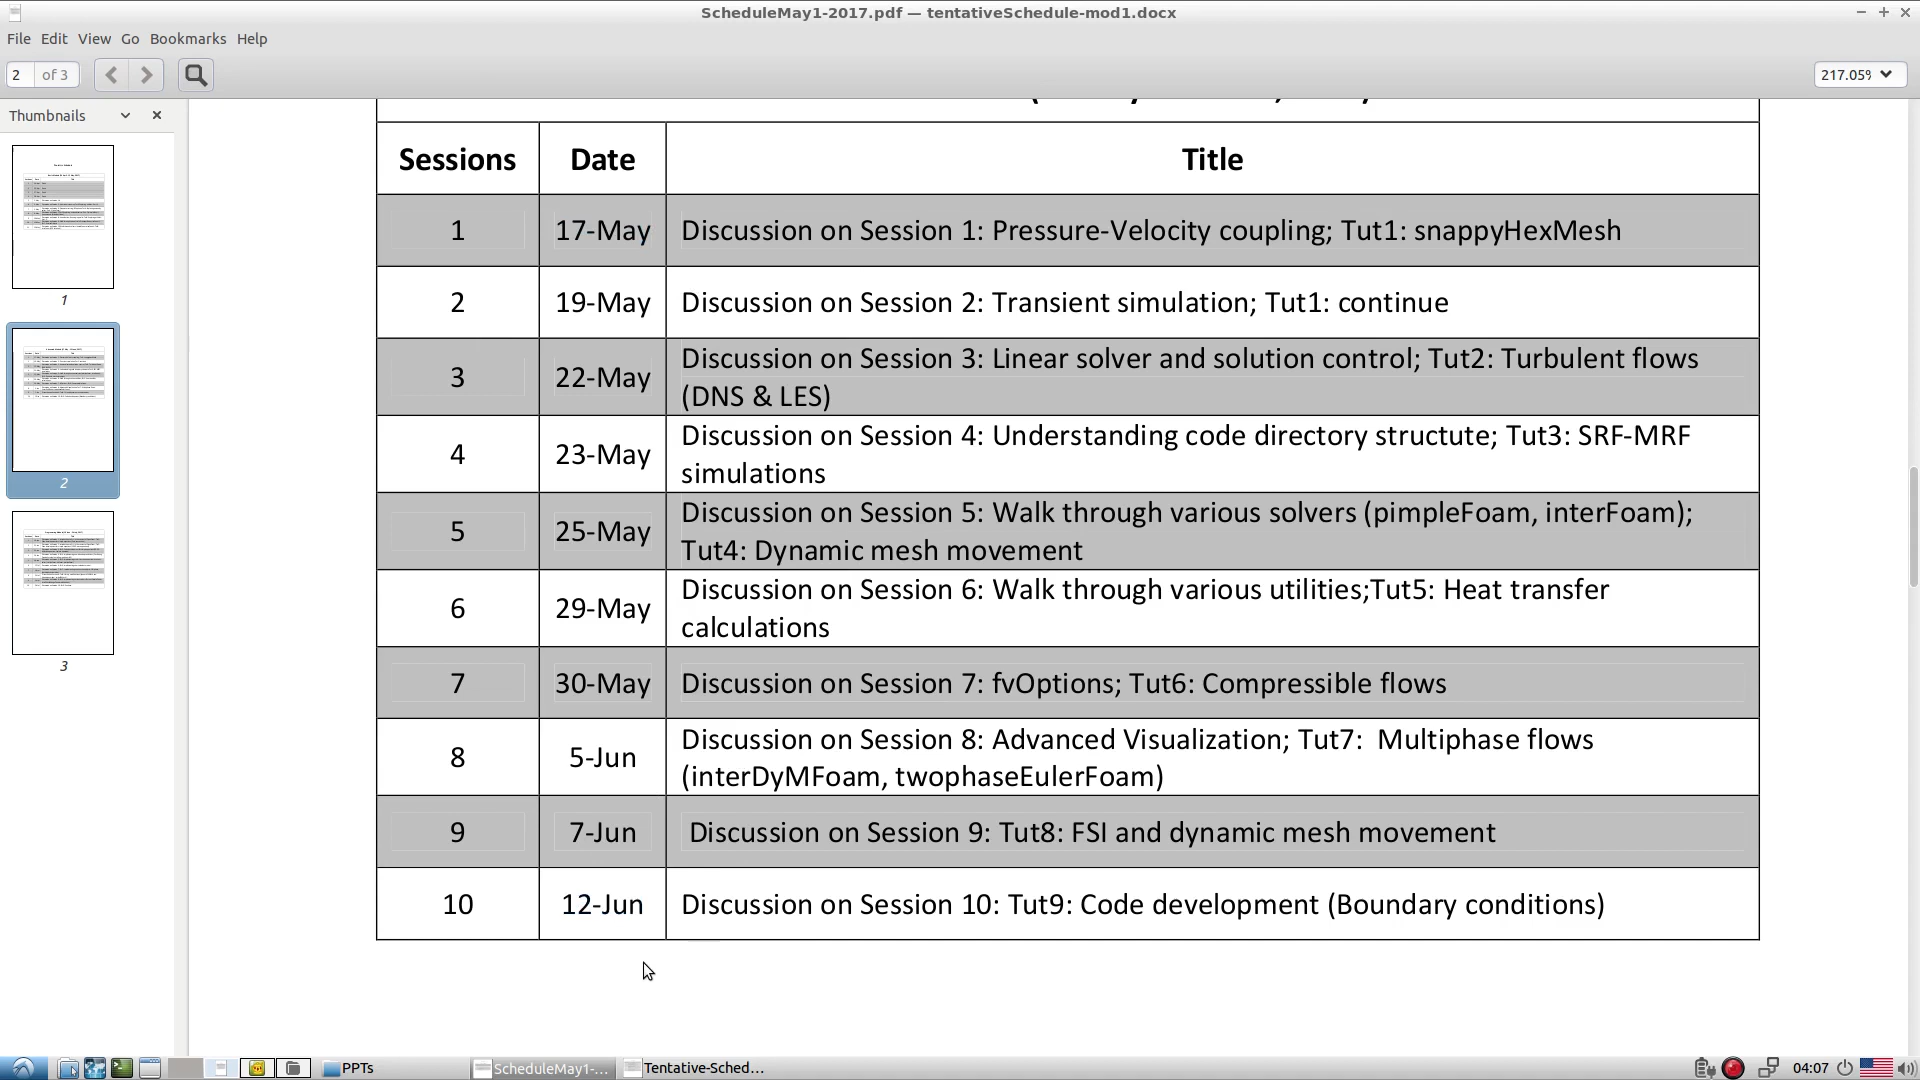 ScheduleMay1-2017.pdf — tentativeSchedule-mod1.docx
File Edit View Go Bookmarks Help
2 of 3
217.05%
Thumbnails
1
2
3
Sessions Date Title
1 17-May Discussion on Session 1: Pressure-Velocity coupling; Tut1: snappyHexMesh
2 19-May Discussion on Session 2: Transient simulation; Tut1: continue
3 22-May Discussion on Session 3: Linear solver and solution control; Tut2: Turbulent flows
(DNS & LES)
4 23-May Discussion on Session 4: Understanding code directory structute; Tut3: SRF-MRF
simulations
5 25-May Discussion on Session 5: Walk through various solvers (pimpleFoam, interFoam);
Tut4: Dynamic mesh movement
6 29-May Discussion on Session 6: Walk through various utilities;Tut5: Heat transfer
calculations
7 30-May Discussion on Session 7: fvOptions; Tut6: Compressible flows
8 5-Jun Discussion on Session 8: Advanced Visualization; Tut7: Multiphase flows
(interDyMFoam, twophaseEulerFoam)
9 7-Jun Discussion on Session 9: Tut8: FSI and dynamic mesh movement
10 12-Jun Discussion on Session 10: Tut9: Code development (Boundary conditions)
PPTs ScheduleMay1-... Tentative-Sched... 04:07